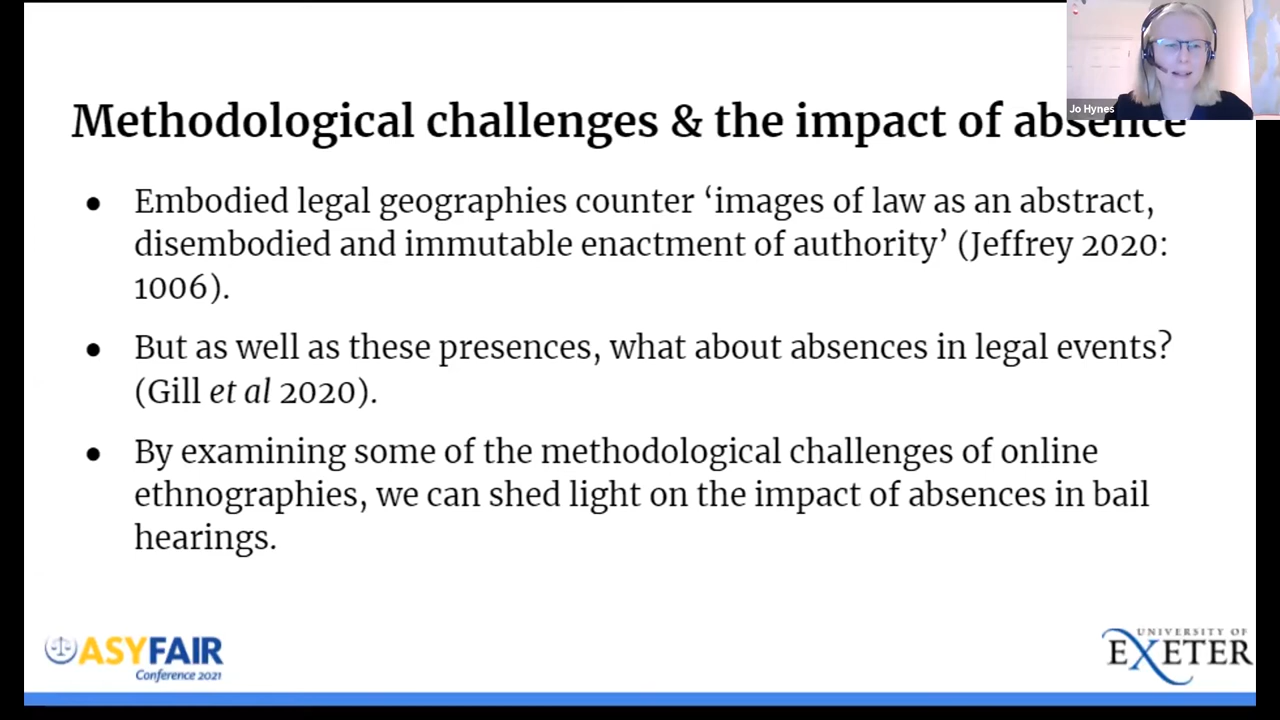 Jo Hynes
Methodological challenges & the impact of absence
● Embodied legal geographies counter ‘images of law as an abstract,
disembodied and immutable enactment of authority’ (Jeffrey 2020:
1006).
● But as well as these presences, what about absences in legal events?
(Gill et al 2020).
● By examining some of the methodological challenges of online
ethnographies, we can shed light on the impact of absences in bail
hearings.
ASYFAIR
Conference 2021
UNIVERSITY OF
EXETER